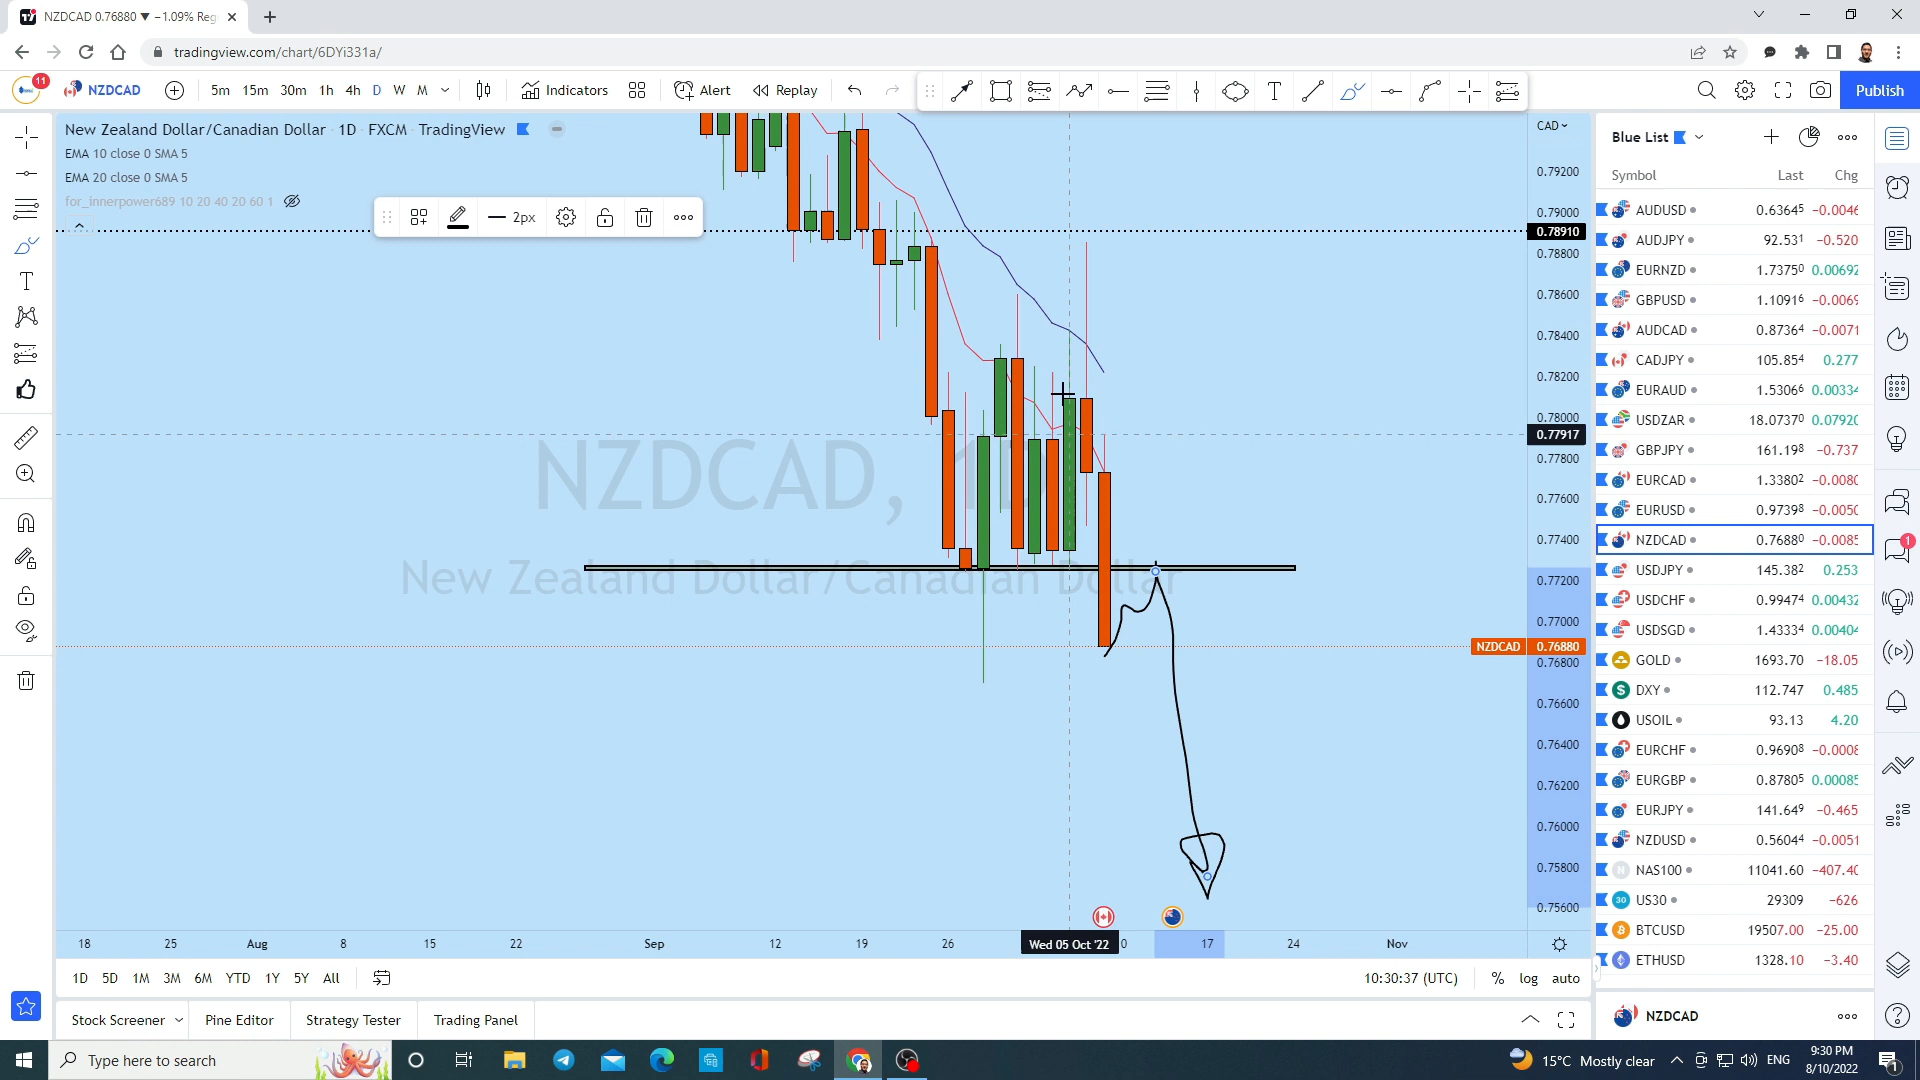 NZDCAD 0.76880 ▼ −1.09% Reg
tradingview.com/chart/6DYi331a/
11
NZDCAD
5m 15m 30m 1h 4h D W M
Indicators
Alert
Replay
Publish
New Zealand Dollar/Canadian Dollar · 1D · FXCM · TradingView
EMA 10 close 0 SMA 5
EMA 20 close 0 SMA 5
for_innerpower689 10 20 40 20 60 1
2px
NZDCAD, 1D
New Zealand Dollar/Canadian Dollar
CAD
0.79200
0.79000
0.78910
0.78800
0.78600
0.78400
0.78200
0.78000
0.77917
0.77800
0.77600
0.77400
0.77200
0.77000
NZDCAD 0.76880
0.76800
0.76600
0.76400
0.76200
0.76000
0.75800
0.75600
18 25 Aug 8 15 22 Sep 12 19 26 Wed 05 Oct '22 0 17 24 Nov
1D 5D 1M 3M 6M YTD 1Y 5Y All
10:30:37 (UTC) % log auto
Stock Screener Pine Editor Strategy Tester Trading Panel
Blue List
Symbol Last Chg
AUDUSD 0.63645 −0.0046
AUDJPY 92.531 −0.520
EURNZD 1.73750 0.00692
GBPUSD 1.10916 −0.0069
AUDCAD 0.87364 −0.0071
CADJPY 105.854 0.277
EURAUD 1.53066 0.00334
USDZAR 18.07370 0.07920
GBPJPY 161.198 −0.737
EURCAD 1.33802 −0.0080
EURUSD 0.97398 −0.0050
NZDCAD 0.76880 −0.0085
USDJPY 145.382 0.253
USDCHF 0.99474 0.00432
USDSGD 1.43334 0.00404
GOLD 1693.70 −18.05
DXY 112.747 0.485
USOIL 93.13 4.20
EURCHF 0.96908 −0.0008
EURGBP 0.87805 0.00085
EURJPY 141.649 −0.465
NZDUSD 0.56044 −0.0051
NAS100 11041.60 −407.40
US30 29309 −626
BTCUSD 19507.00 −25.00
ETHUSD 1328.10 −3.40
NZDCAD
1
Type here to search
15°C Mostly clear
ENG
9:30 PM
8/10/2022
1